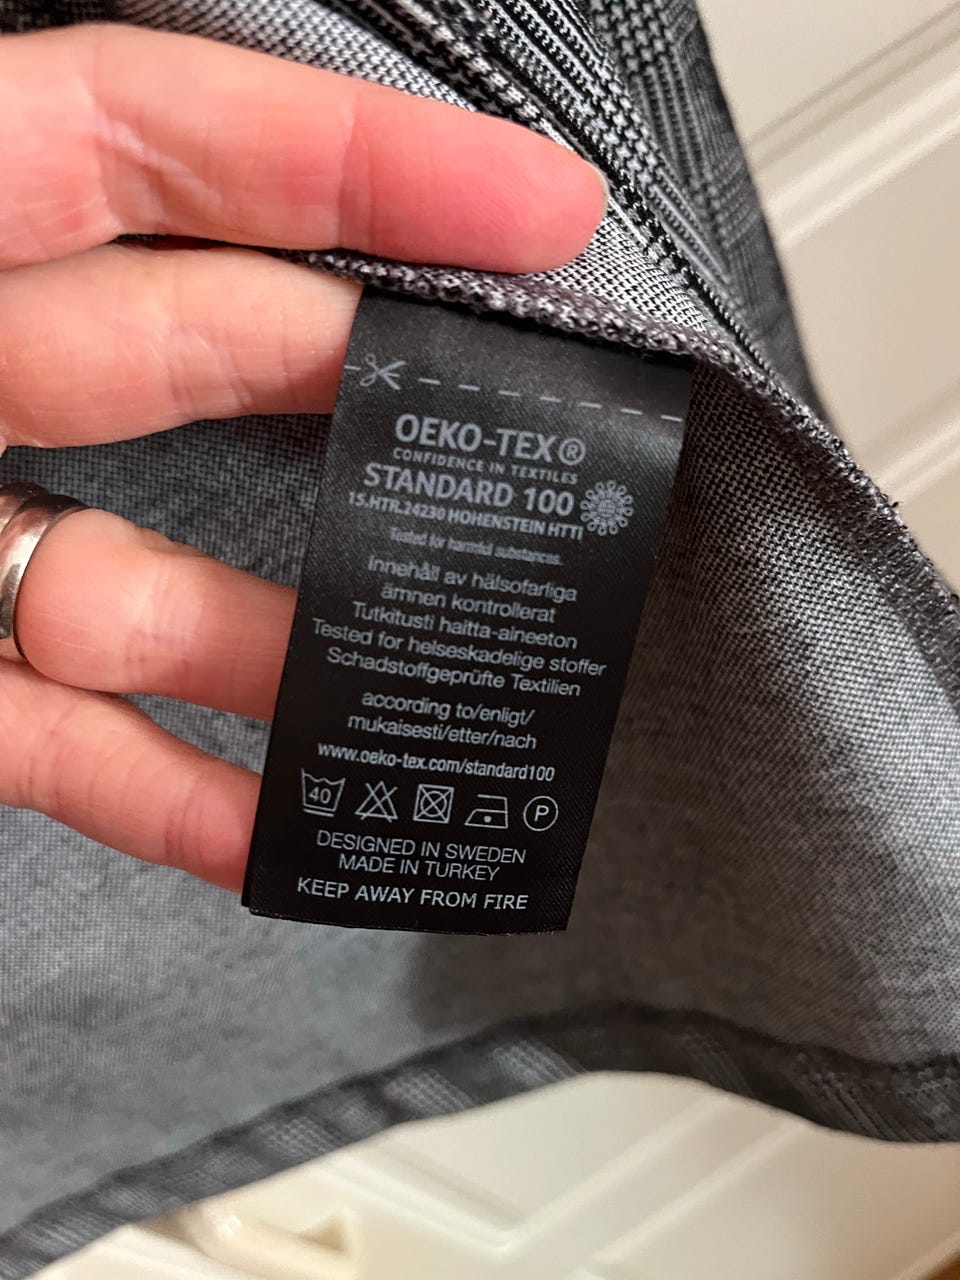 OEKO-TEX®
CONFIDENCE IN TEXTILES
STANDARD 100
15.HTR.24230 HOHENSTEIN HTTI
Tested for harmful substances.
Innehåll av hälsofarliga
ämnen kontrollerat
Tutkitusti haitta-aineeton
Tested for helseskadelige stoffer
Schadstoffgeprüfte Textilien
according to/enligt/
mukaisesti/etter/nach
www.oeko-tex.com/standard100
40 P
DESIGNED IN SWEDEN
MADE IN TURKEY
KEEP AWAY FROM FIRE